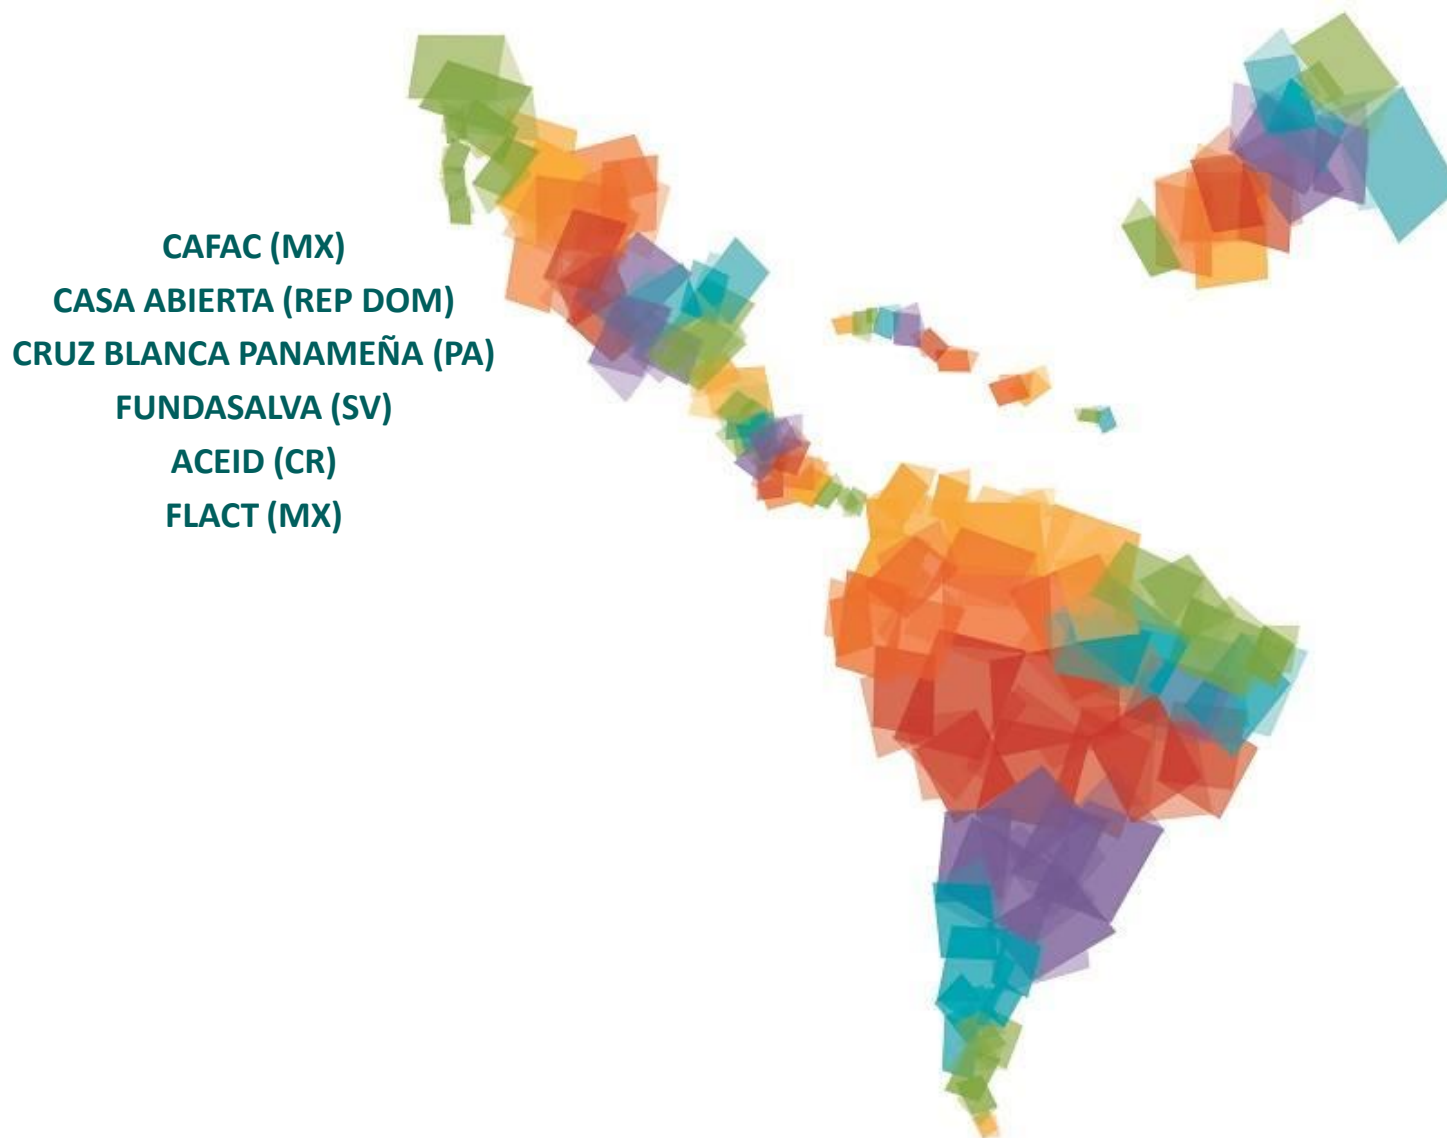 CAFAC (MX)
CASA ABIERTA (REP DOM)
CRUZ BLANCA PANAMEÑA (PA)
FUNDASALVA (SV)
ACEID (CR)
FLACT (MX)